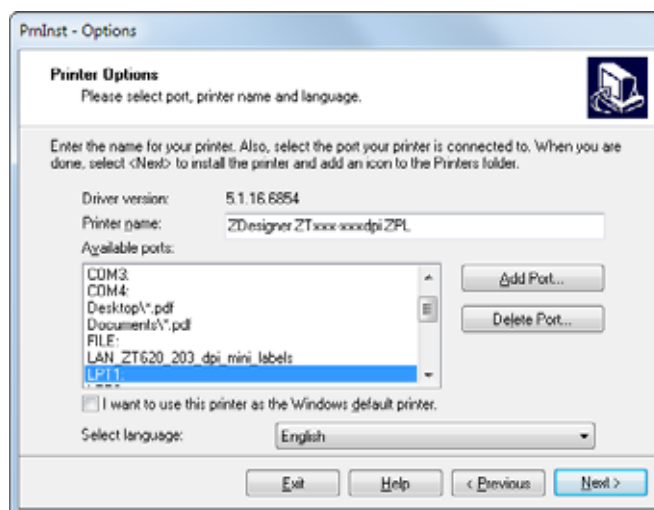 PrnInst - Options
Printer Options
Please select port, printer name and language.
Enter the name for your printer. Also, select the port your printer is connected to. When you are
done, select <Next> to install the printer and add an icon to the Printers folder.
Driver version: 5.1.16.6854
Printer name: ZDesigner ZTxxx-xxxdpi ZPL
Available ports:
COM3:
COM4:
Desktop\*.pdf
Documents\*.pdf
FILE:
LAN_ZT620_203_dpi_mini_labels
LPT1:
Add Port...
Delete Port...
I want to use this printer as the Windows default printer.
Select language: English
Exit Help < Previous Next >